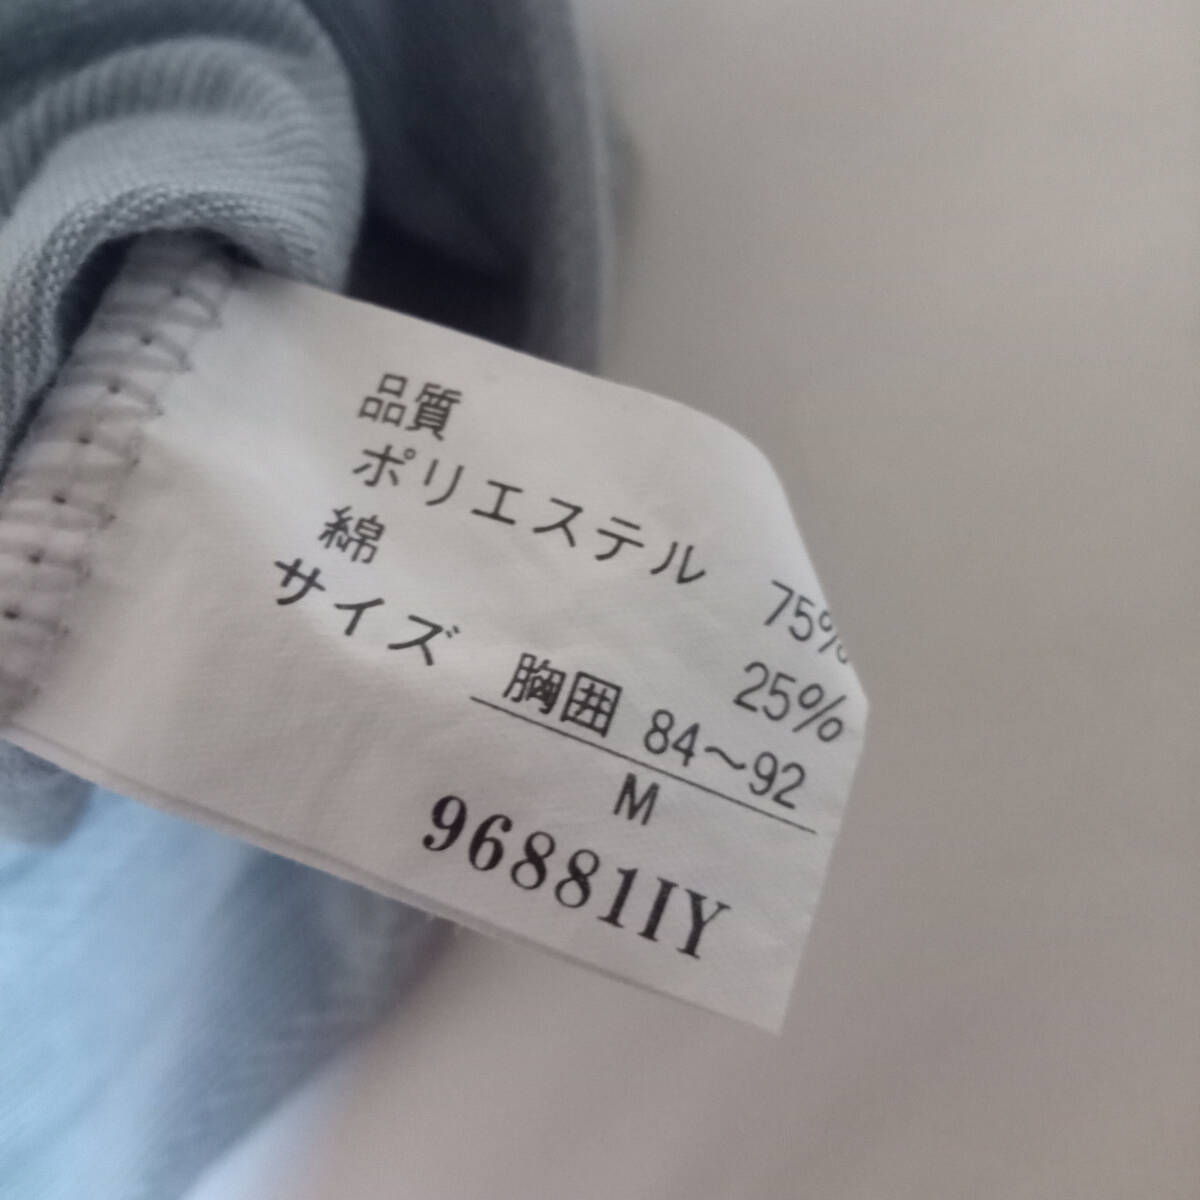 品質
ポリエステル 75%
綿 25%
サイズ 胸囲 84〜92
M
96881IY